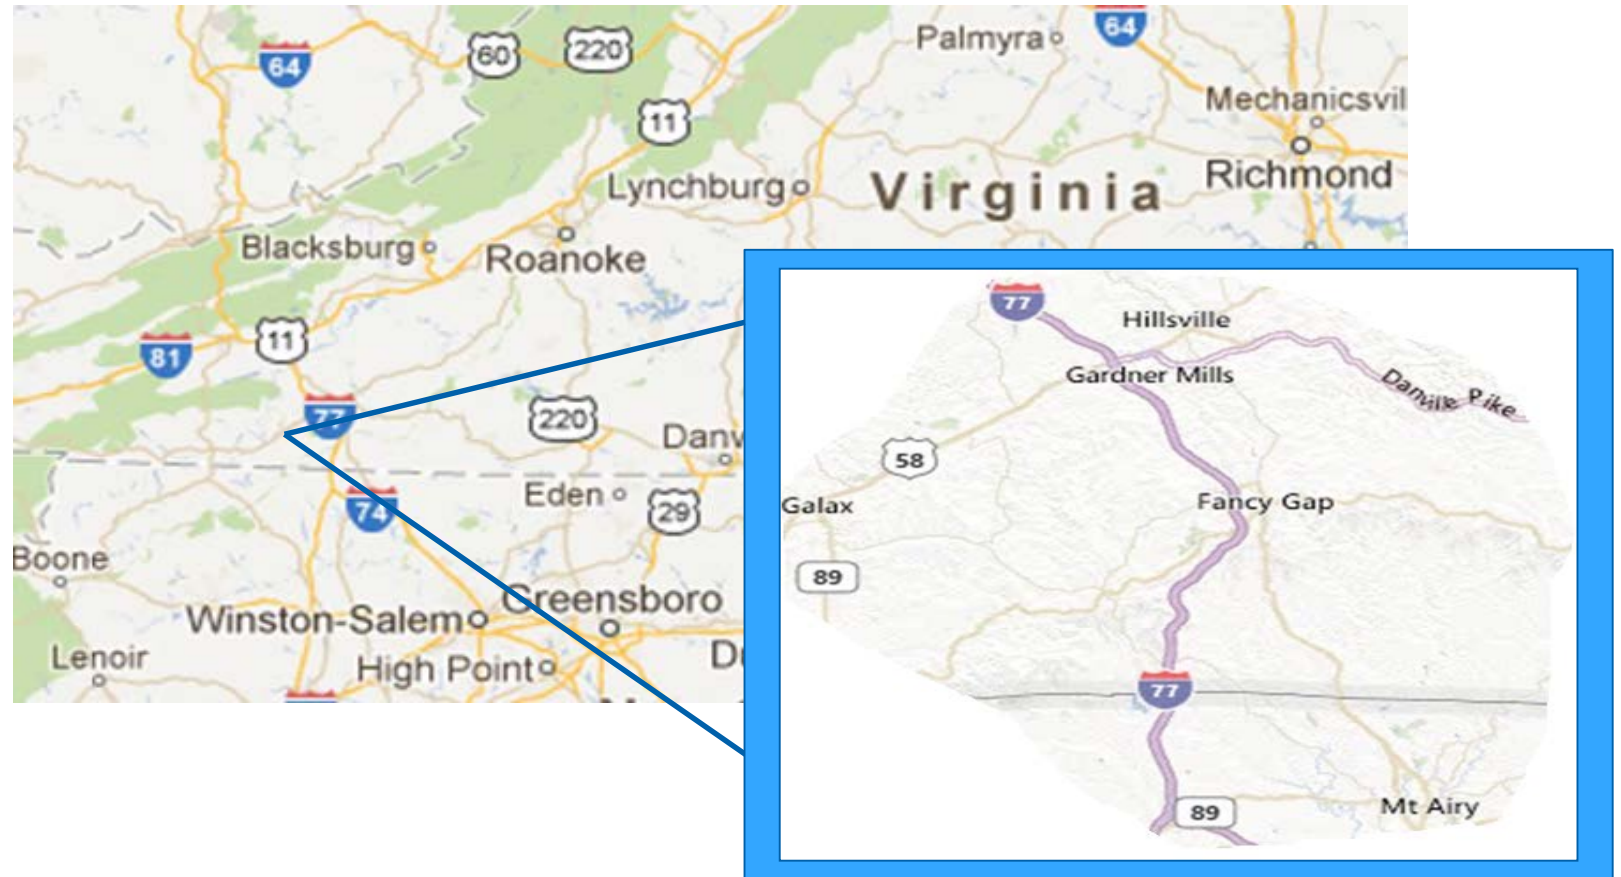 64
60
220
Palmyra
64
11
Mechanicsvil
Lynchburg
Virginia
Richmond
Blacksburg
Roanoke
81
11
77
220
Danv
Eden
74
29
Boone
Winston-Salem
Greensboro
Lenoir
High Point
D
77
Hillsville
Gardner Mills
Danville Pike
58
Galax
Fancy Gap
89
77
89
Mt Airy